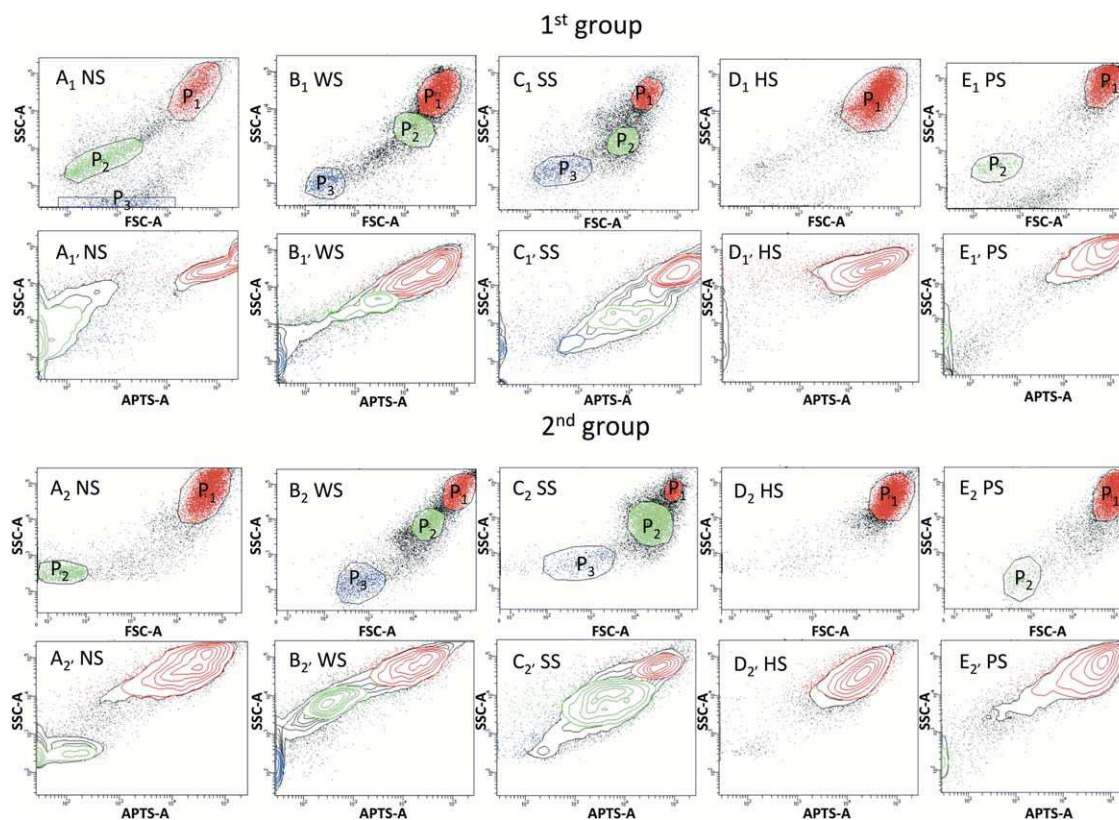 1st group
A1 NS B1 WS C1 SS D1 HS E1 PS
P1 P1 P1 P1 P1
P2 P2 P2 P2
P3 P3 P3
SSC-A SSC-A SSC-A SSC-A SSC-A
FSC-A FSC-A FSC-A FSC-A FSC-A
A1' NS B1' WS C1' SS D1' HS E1' PS
SSC-A SSC-A SSC-A SSC-A SSC-A
APTS-A APTS-A APTS-A APTS-A APTS-A
2nd group
A2 NS B2 WS C2 SS D2 HS E2 PS
P1 P1 P1 P1 P1
P2 P2 P2 P2
P3 P3
SSC-A SSC-A SSC-A SSC-A SSC-A
FSC-A FSC-A FSC-A FSC-A FSC-A
A2' NS B2' WS C2' SS D2' HS E2' PS
SSC-A SSC-A SSC-A SSC-A SSC-A
APTS-A APTS-A APTS-A APTS-A APTS-A